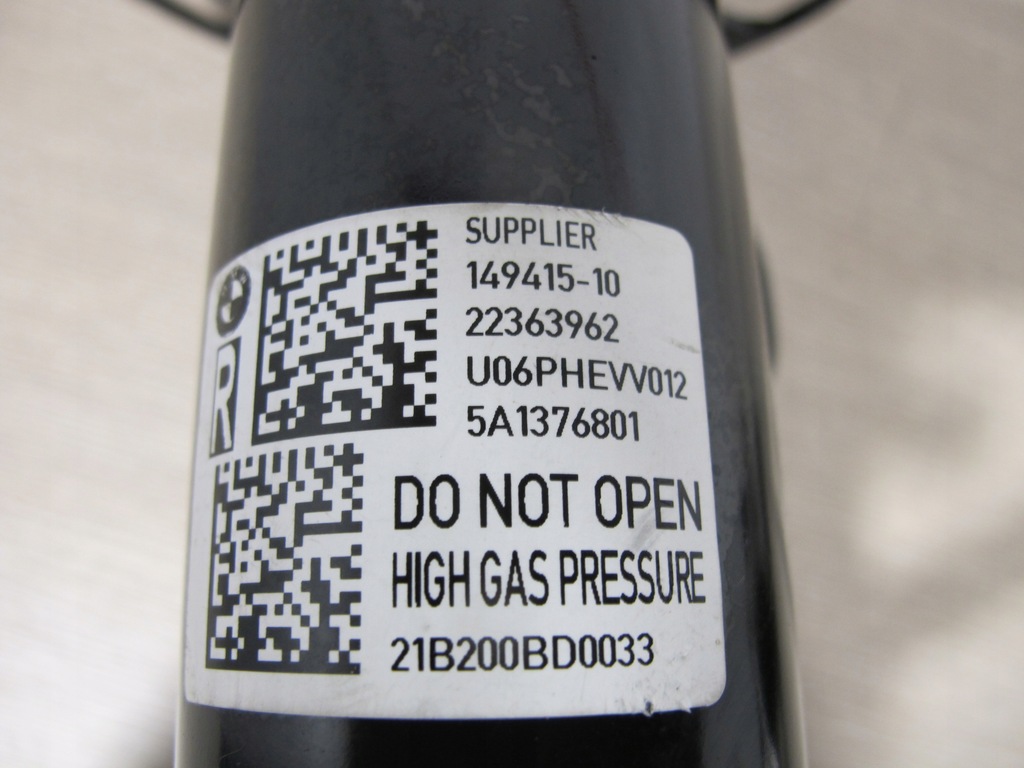 SUPPLIER
149415-10
22363962
U06PHEVV012
5A1376801
R
DO NOT OPEN
HIGH GAS PRESSURE
21B200BD0033